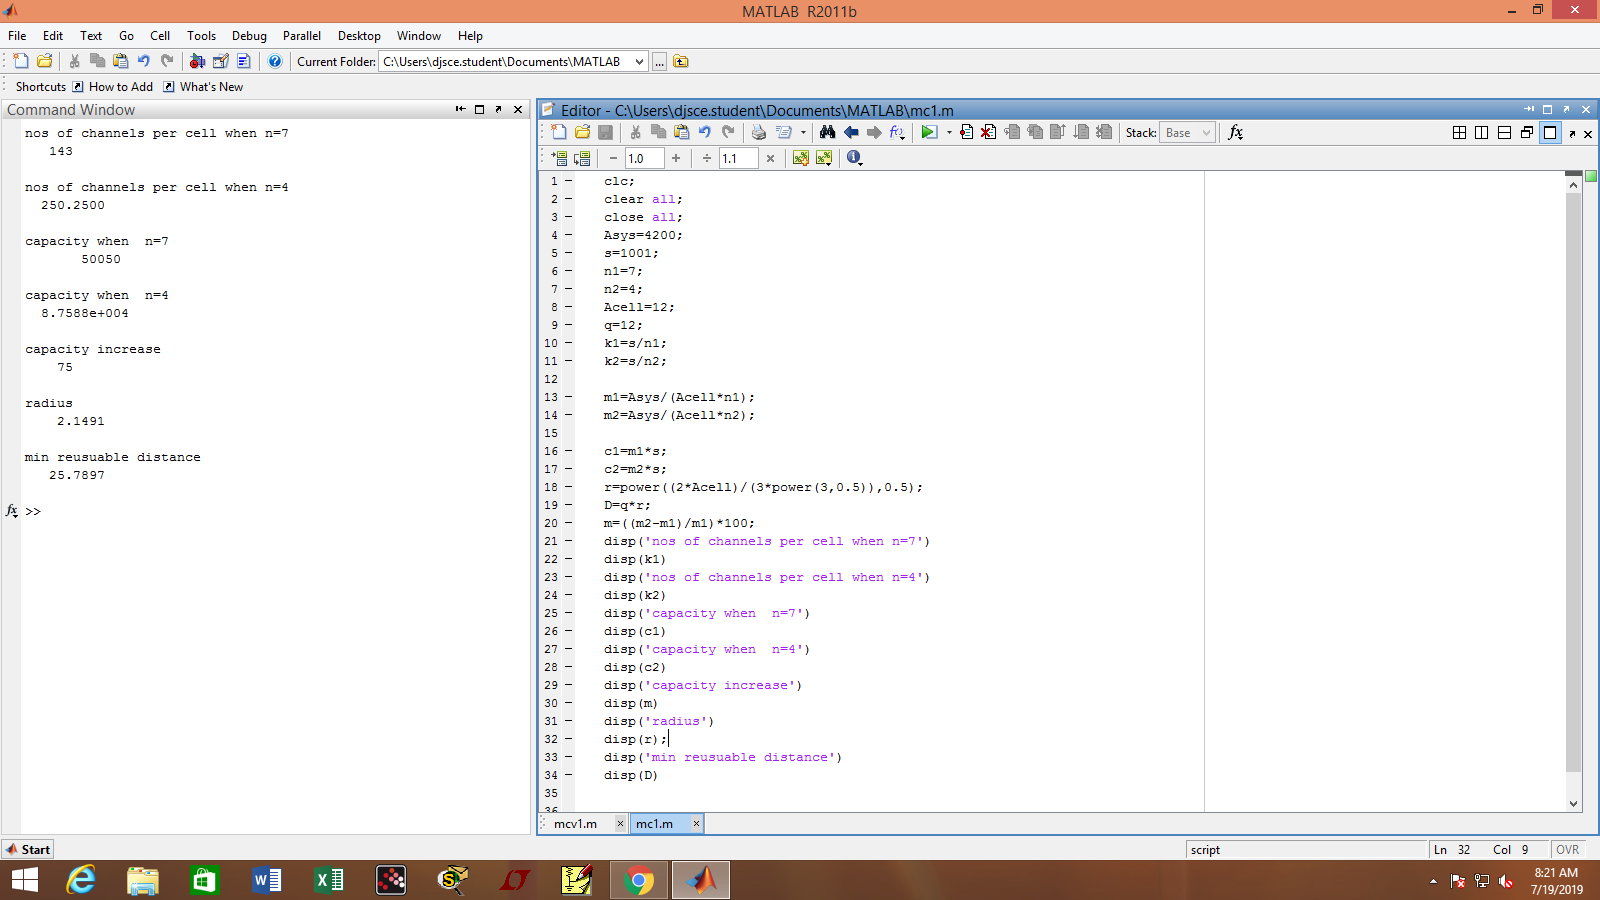 MATLAB R2011b
File Edit Text Go Cell Tools Debug Parallel Desktop Window Help
Current Folder: C:\Users\djsce.student\Documents\MATLAB ...
Shortcuts How to Add What's New
Command Window
nos of channels per cell when n=7
143
nos of channels per cell when n=4
250.2500
capacity when  n=7
50050
capacity when  n=4
8.7588e+004
capacity increase
75
radius
2.1491
min reusuable distance
25.7897
fx >>
Editor - C:\Users\djsce.student\Documents\MATLAB\mc1.m
Stack: Base fx
− 1.0 + ÷ 1.1 ×
1 – clc;
2 – clear all;
3 – close all;
4 – Asys=4200;
5 – s=1001;
6 – n1=7;
7 – n2=4;
8 – Acell=12;
9 – q=12;
10 – k1=s/n1;
11 – k2=s/n2;
12
13 – m1=Asys/(Acell*n1);
14 – m2=Asys/(Acell*n2);
15
16 – c1=m1*s;
17 – c2=m2*s;
18 – r=power((2*Acell)/(3*power(3,0.5)),0.5);
19 – D=q*r;
20 – m=((m2-m1)/m1)*100;
21 – disp('nos of channels per cell when n=7')
22 – disp(k1)
23 – disp('nos of channels per cell when n=4')
24 – disp(k2)
25 – disp('capacity when  n=7')
26 – disp(c1)
27 – disp('capacity when  n=4')
28 – disp(c2)
29 – disp('capacity increase')
30 – disp(m)
31 – disp('radius')
32 – disp(r);
33 – disp('min reusuable distance')
34 – disp(D)
35
36
mcv1.m × mc1.m ×
Start
script Ln 32 Col 9 OVR
8:21 AM
7/19/2019